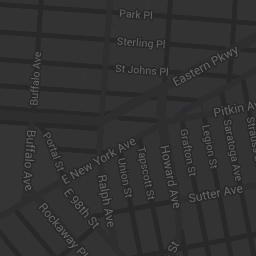 Park Pl
Sterling Pl
St Johns Pl
Eastern Pkwy
Buffalo Ave
Pitkin Av
New York Ave
Buffalo Ave
Portal St
E 98th St
Ralph Ave
Union St
Tapscott St
Howard Ave
Grafton St
Legion St
Saratoga Ave
Sutter Ave
Rockaway P
St